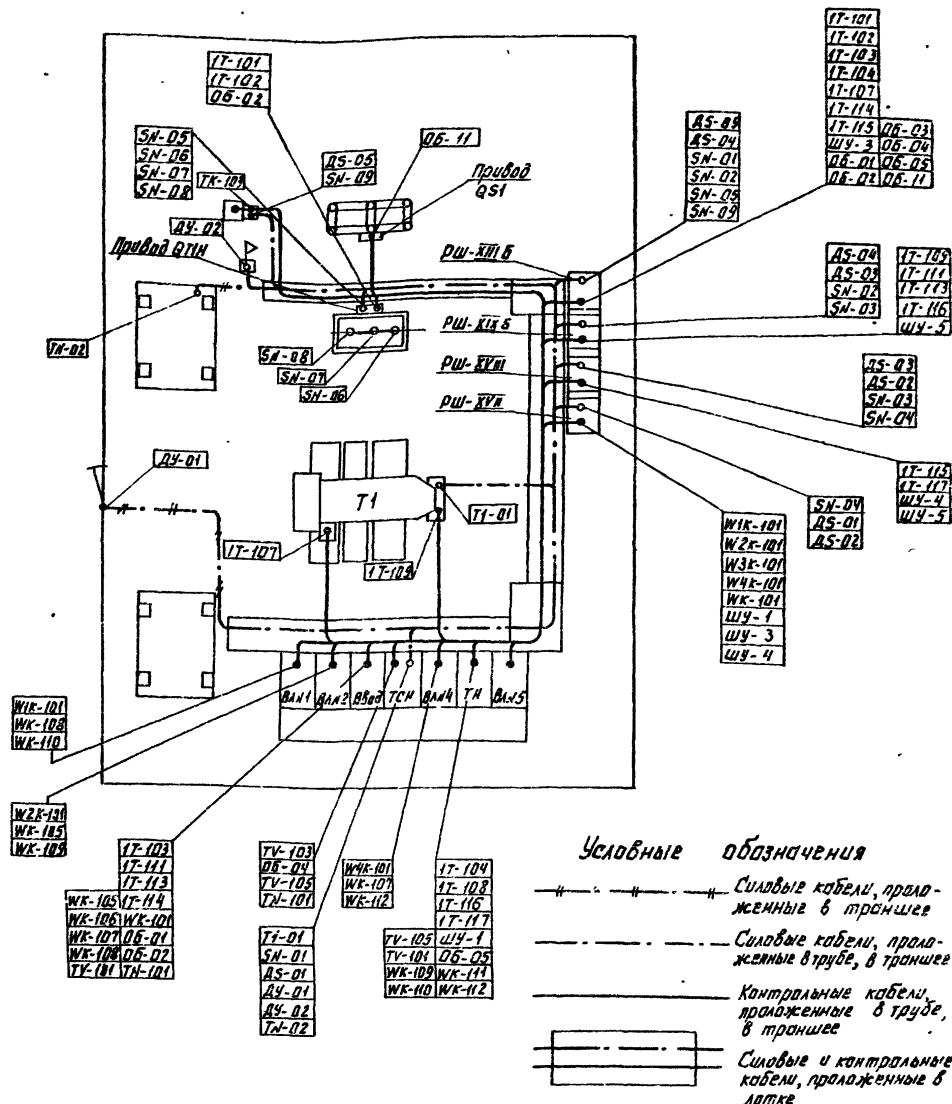 1Т-101
1Т-102
ОБ-02
SN-05
SN-06
SN-07
SN-08
ТК-101
ДS-05
SN-09
ОБ-11
Привод
QS1
ДУ-02
Привод QT1Н
TN-02
SN-08
SN-07
SN-06
ДS-04
SN-01
SN-02
SN-05
SN-09
1Т-101
1Т-102
1Т-103
1Т-104
1Т-107
1Т-114
1Т-115 ОБ-03
ШУ-3 ОБ-04
ОБ-01 ОБ-05
ОБ-02 ОБ-11
РШ-XIII Б
РШ-XIX Б
РШ-XVIII
РШ-XVII
ДS-04
ДS-03
SN-02
SN-03
1Т-109
1Т-111
1Т-113
1Т-116
ШУ-5
ДS-03
ДS-02
SN-03
SN-04
1Т-115
1Т-117
ШУ-4
ШУ-5
SN-04
ДS-01
ДS-02
W1К-101
W2К-101
W3К-101
W4К-101
WК-101
ШУ-1
ШУ-3
ШУ-4
ДУ-01
Т1
Т1-01
1Т-107
1Т-109
Вл№1 Вл№2 Ввод ТСН Вл№4 ТН Вл№5
W1К-101
WК-108
WК-110
W2К-101
WК-105
WК-109
1Т-103
1Т-111
1Т-113
WК-105 1Т-114
WК-106 WК-101
WК-107 ОБ-01
WК-108 ОБ-02
TV-101 TN-101
TV-103
ОБ-04
TV-105
TN-101
Т1-01
SN-01
ДS-01
ДУ-01
ДУ-02
TN-02
W4К-101
WК-107
WК-112
1Т-104
1Т-108
1Т-116
1Т-117
TV-105 ШУ-1
TV-101 ОБ-05
WК-109 WК-111
WК-110 WК-112
Условные обозначения
Силовые кабели, проло-
женные в траншее
Силовые кабели, проло-
женные в трубе, в траншее
Контрольные кабели,
проложенные в трубе,
в траншее
Силовые и контрольные
кабели, проложенные в
лотке